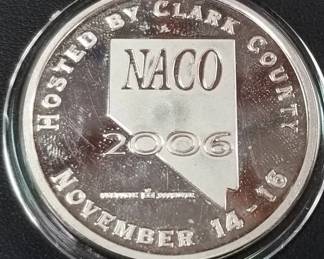 HOSTED BY CLARK COUNTY
NACO
2006
NOVEMBER 14-16